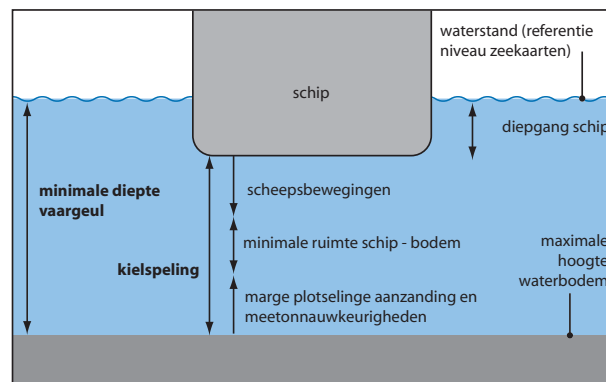 waterstand (referentie
niveau zeekaarten)
schip
diepgang schip
minimale diepte
vaargeul
scheepsbewegingen
kielspeling
minimale ruimte schip - bodem
maximale
hoogte
waterbodem
marge plotselinge aanzanding en
meetonnauwkeurigheden